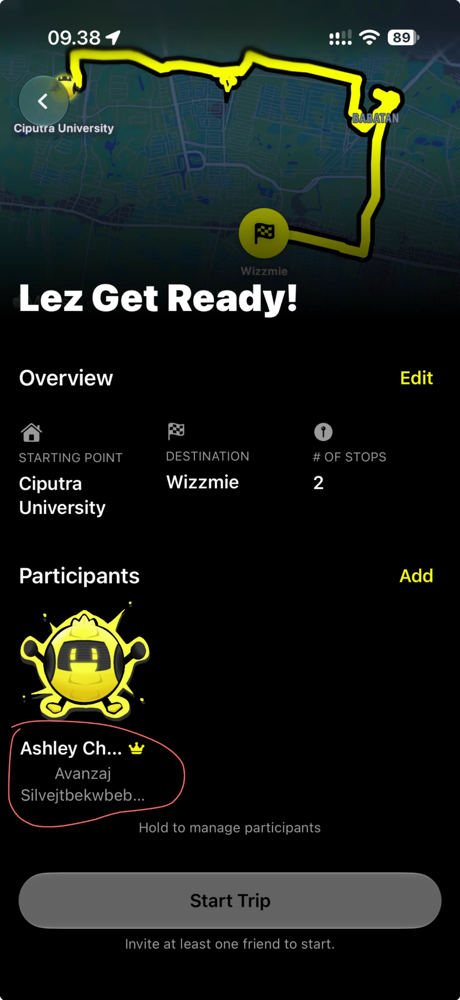 09.38
89
Ciputra University
BABATAN
Wizzmie
Lez Get Ready!
Overview
Edit
STARTING POINT
DESTINATION
# OF STOPS
Ciputra
University
Wizzmie
2
Participants
Add
Ashley Ch...
Avanzaj
Silvejtbekwbeb...
Hold to manage participants
Start Trip
Invite at least one friend to start.